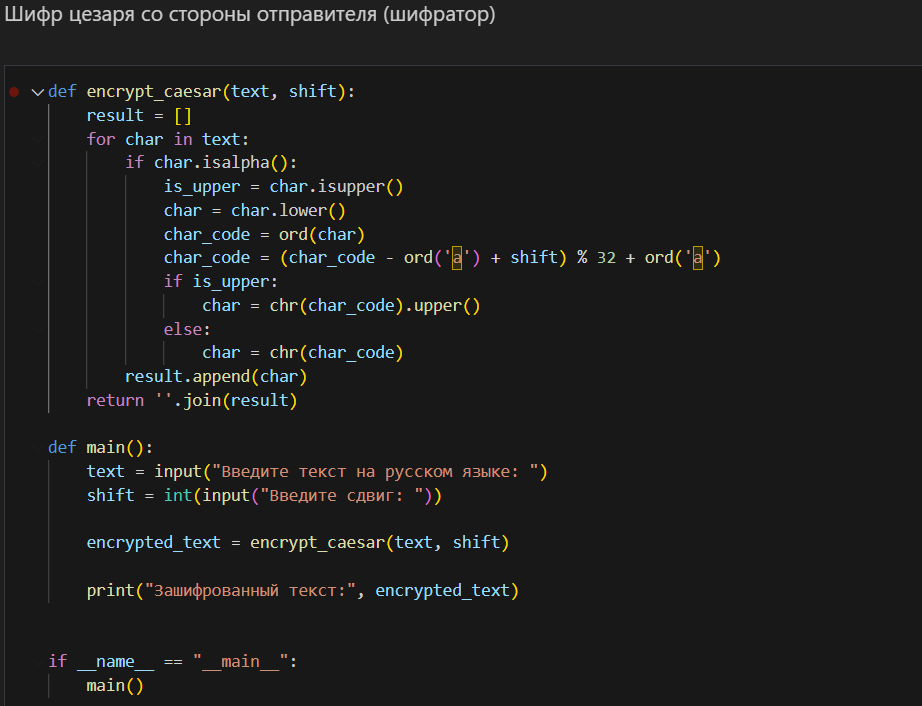 Шифр цезаря со стороны отправителя (шифратор)
def encrypt_caesar(text, shift):
    result = []
    for char in text:
        if char.isalpha():
            is_upper = char.isupper()
            char = char.lower()
            char_code = ord(char)
            char_code = (char_code - ord('а') + shift) % 32 + ord('а')
            if is_upper:
                char = chr(char_code).upper()
            else:
                char = chr(char_code)
        result.append(char)
    return ''.join(result)
def main():
    text = input("Введите текст на русском языке: ")
    shift = int(input("Введите сдвиг: "))
    encrypted_text = encrypt_caesar(text, shift)
    print("Зашифрованный текст:", encrypted_text)
if __name__ == "__main__":
    main()